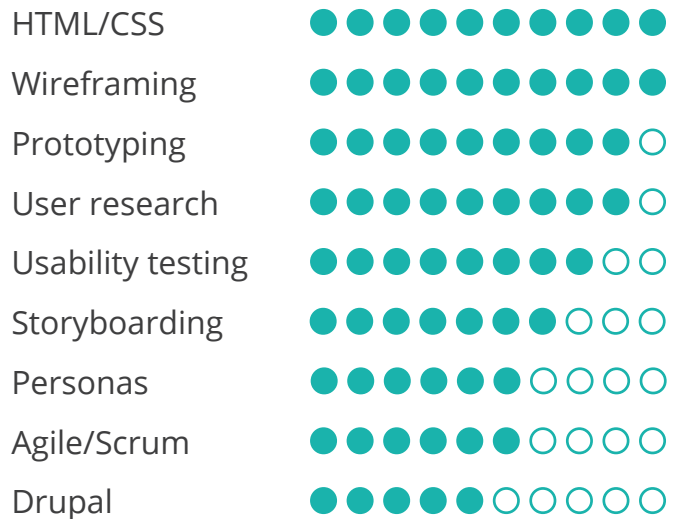 HTML/CSS
Wireframing
Prototyping
User research
Usability testing
Storyboarding
Personas
Agile/Scrum
Drupal